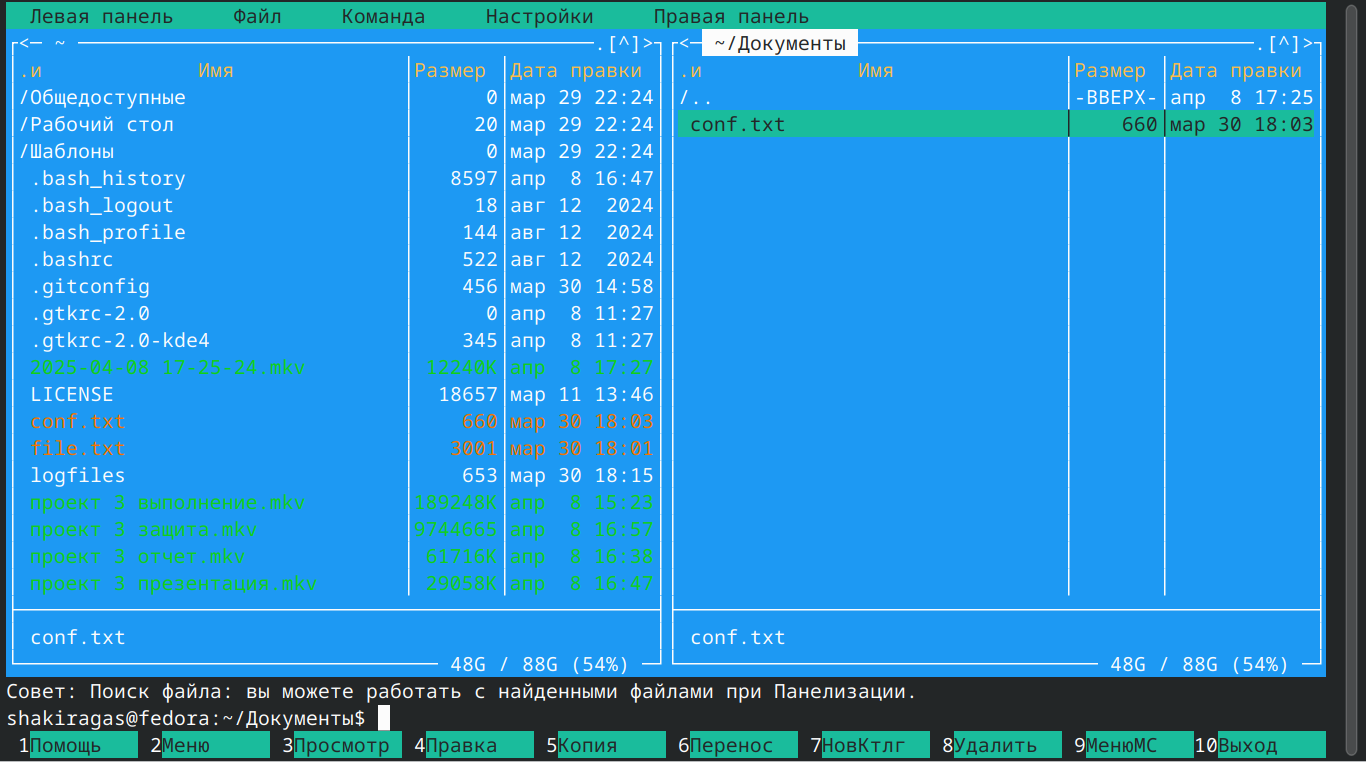 Левая панель Файл Команда Настройки Правая панель
<─ ~ .[^]> <─ ~/Документы .[^]>
.и Имя Размер Дата правки .и Имя Размер Дата правки
/Общедоступные 0 мар 29 22:24 /.. -ВВЕРХ- апр 8 17:25
/Рабочий стол 20 мар 29 22:24 conf.txt 660 мар 30 18:03
/Шаблоны 0 мар 29 22:24
.bash_history 8597 апр 8 16:47
.bash_logout 18 авг 12 2024
.bash_profile 144 авг 12 2024
.bashrc 522 авг 12 2024
.gitconfig 456 мар 30 14:58
.gtkrc-2.0 0 апр 8 11:27
.gtkrc-2.0-kde4 345 апр 8 11:27
2025-04-08 17-25-24.mkv 12240K апр 8 17:27
LICENSE 18657 мар 11 13:46
conf.txt 660 мар 30 18:03
file.txt 3001 мар 30 18:01
logfiles 653 мар 30 18:15
проект 3 выполнение.mkv 189248K апр 8 15:23
проект 3 защита.mkv 9744665 апр 8 16:57
проект 3 отчет.mkv 61716K апр 8 16:38
проект 3 презентация.mkv 29058K апр 8 16:47
conf.txt conf.txt
48G / 88G (54%) 48G / 88G (54%)
Совет: Поиск файла: вы можете работать с найденными файлами при Панелизации.
shakiragas@fedora:~/Документы$
1Помощь 2Меню 3Просмотр 4Правка 5Копия 6Перенос 7НовКтлг 8Удалить 9МенюMC 10Выход